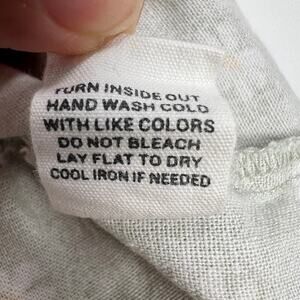 TURN INSIDE OUT
HAND WASH COLD
WITH LIKE COLORS
DO NOT BLEACH
LAY FLAT TO DRY
COOL IRON IF NEEDED